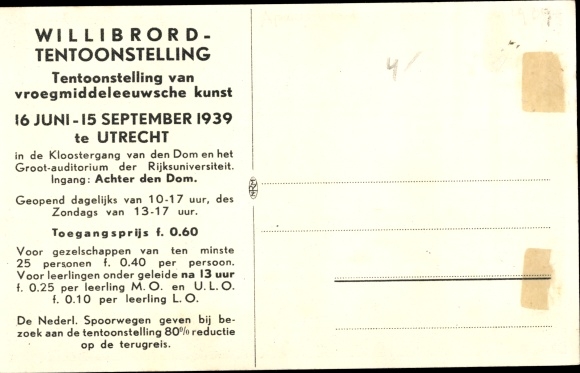 WILLIBRORD-
TENTOONSTELLING
Tentoonstelling van
vroegmiddeleeuwsche kunst
16 JUNI-15 SEPTEMBER 1939
te UTRECHT
in de Kloostergang van den Dom en het
Groot-auditorium der Rijksuniversiteit.
Ingang: Achter den Dom.
Geopend dagelijks van 10-17 uur, des
Zondags van 13-17 uur.
Toegangsprijs f. 0.60
Voor gezelschappen van ten minste
25 personen f. 0.40 per persoon.
Voor leerlingen onder geleide na 13 uur
f. 0.25 per leerling M. O. en U. L. O.
f. 0.10 per leerling L. O.
De Nederl. Spoorwegen geven bij be-
zoek aan de tentoonstelling 80% reductie
op de terugreis.